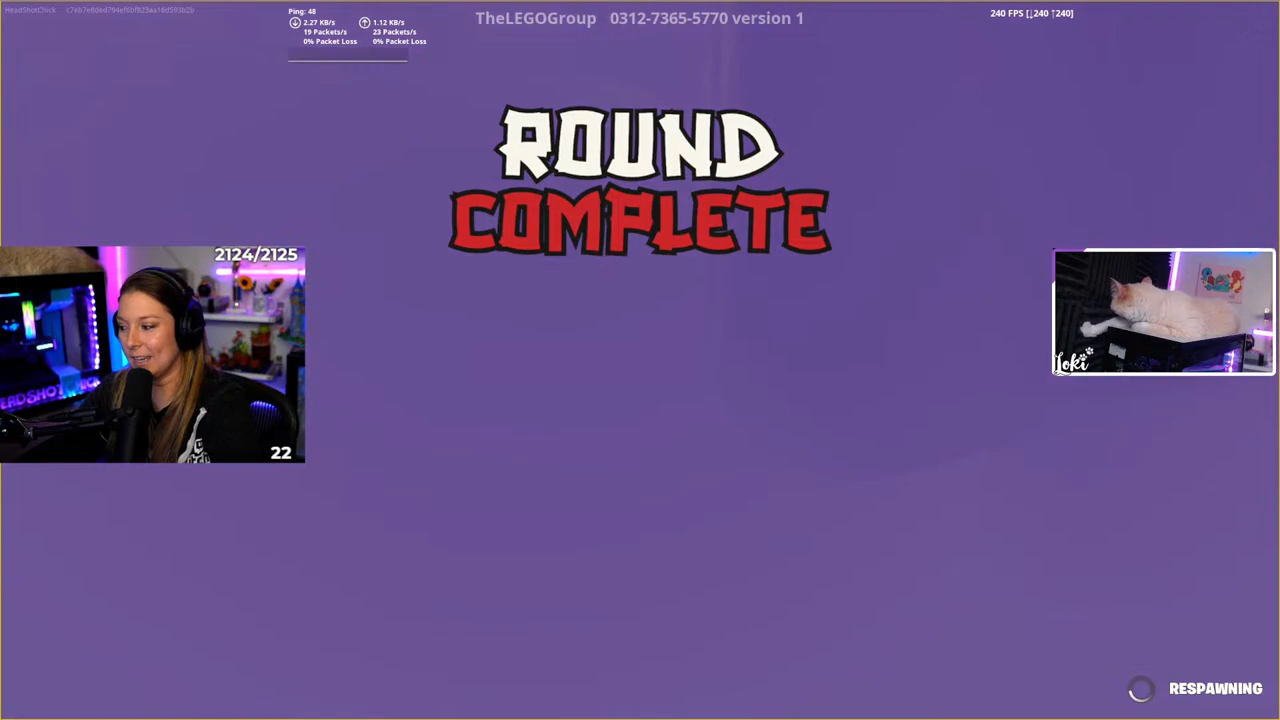 HeadShotChick
Ping: 48
2.27 KB/s 1.12 KB/s
19 Packets/s 23 Packets/s
0% Packet Loss 0% Packet Loss
TheLEGOGroup 0312-7365-5770 version 1
240 FPS [↓240 ↑240]
ROUND
COMPLETE
2124/2125
22
Loki
RESPAWNING